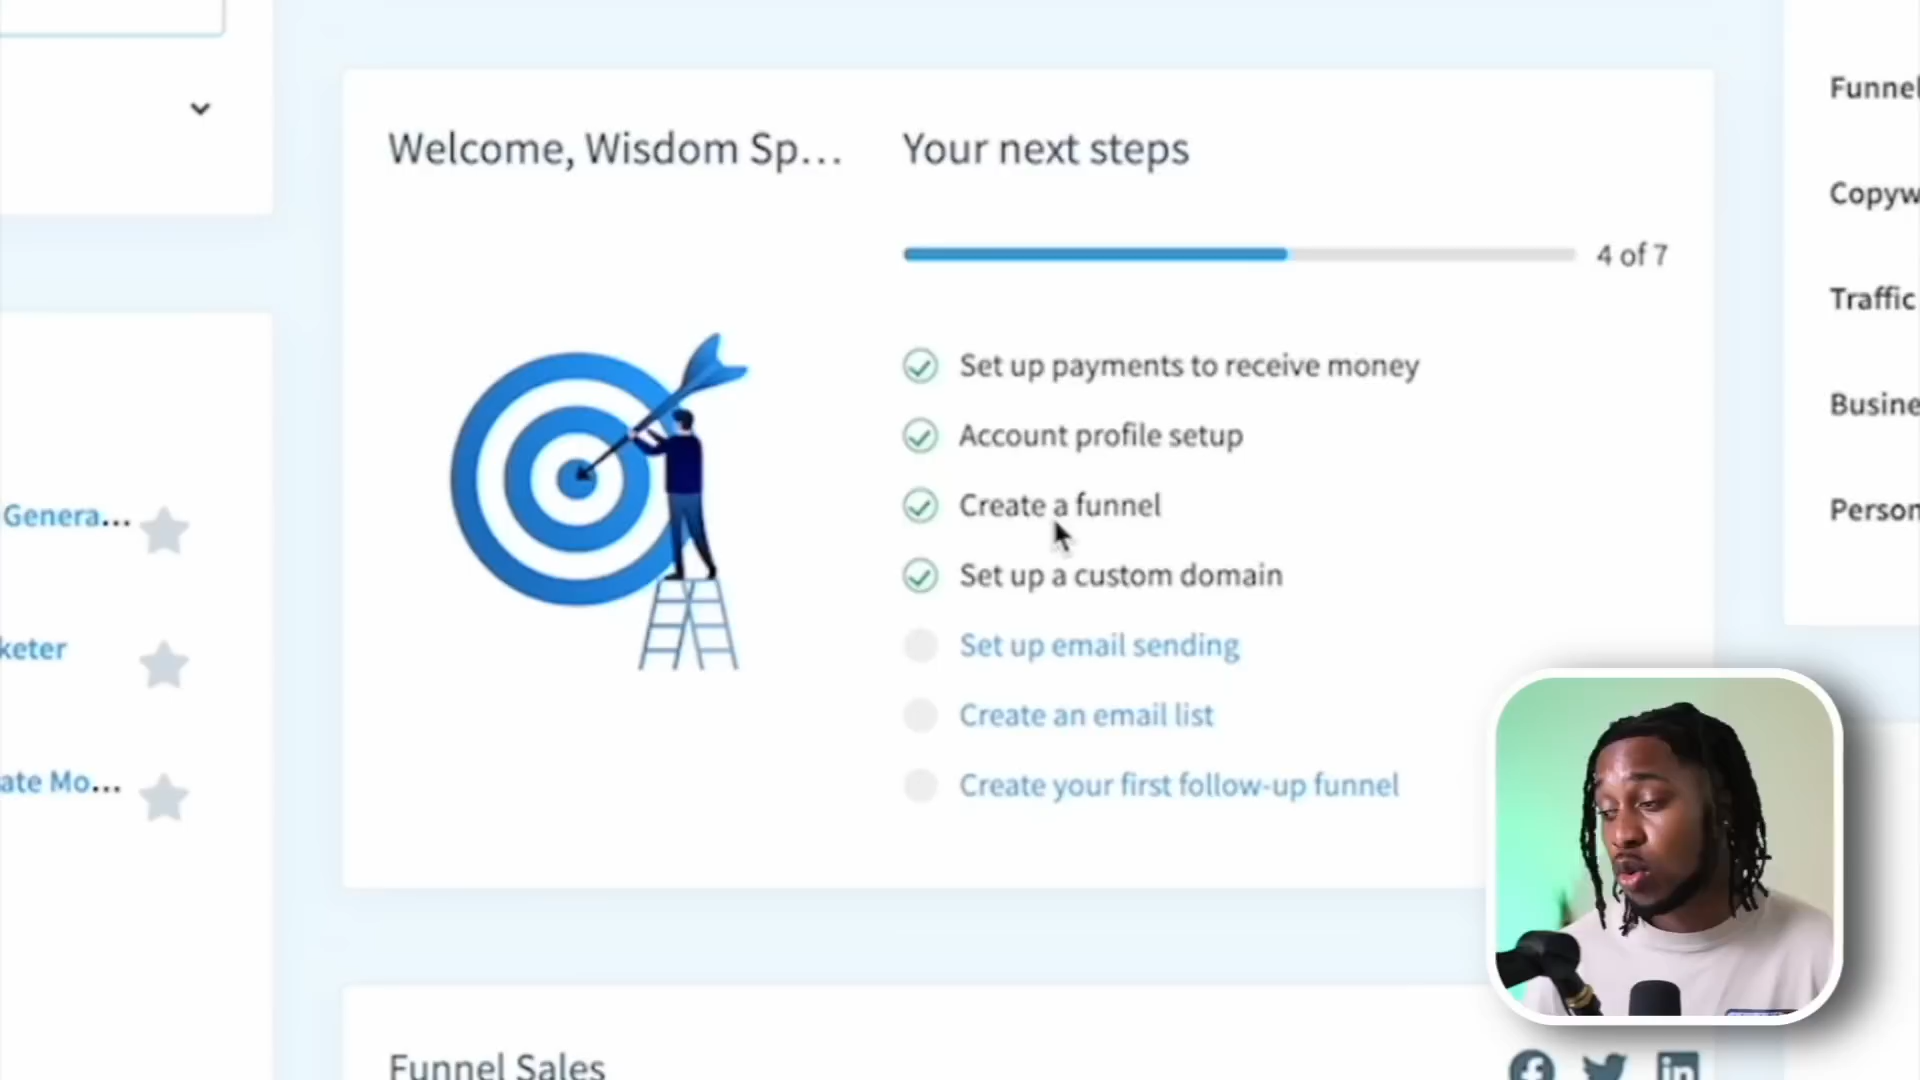 Welcome, Wisdom Sp...
Your next steps
4 of 7
Set up payments to receive money
Account profile setup
Create a funnel
Set up a custom domain
Set up email sending
Create an email list
Create your first follow-up funnel
Genera...
keter
ate Mo...
Funnel
Copyw
Traffic
Busine
Person
Funnel Sales